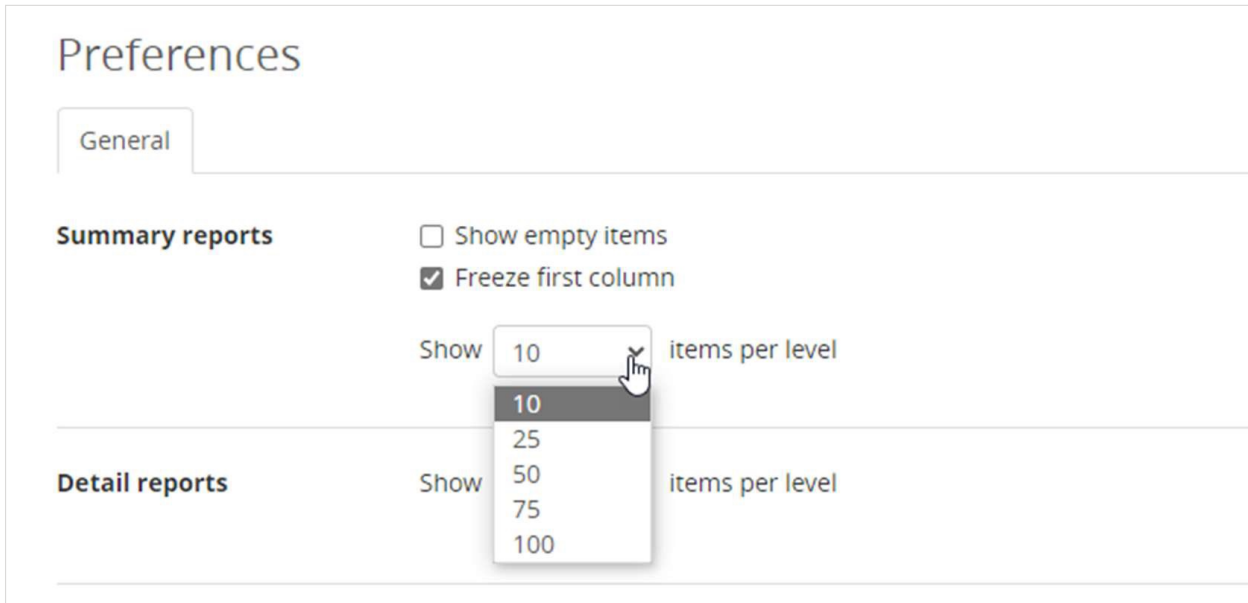 Preferences
General
Summary reports
Show empty items
Freeze first column
Show 10 items per level
10
25
50
75
100
Detail reports
Show items per level